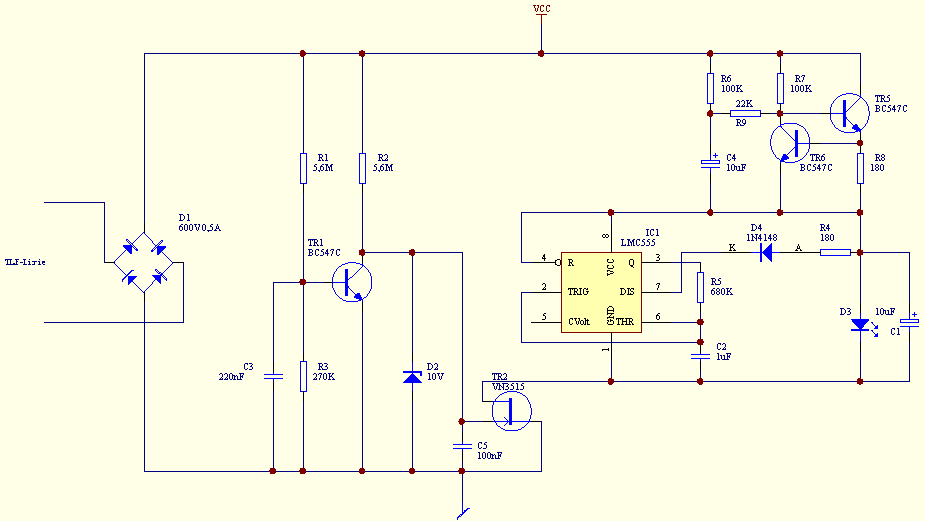 VCC
R6
100K
R7
100K
TR5
BC547C
22K
R9
TR6
BC547C
C4
+
10uF
R8
180
R1
5,6M
R2
5,6M
D1
600V0,5A
TLF-Linie
TR1
BC547C
C3
220nF
R3
270K
D2
10V
TR2
VN3515
C5
100nF
IC1
LMC555
8
VCC
4
R
Q
3
2
TRIG
DIS
7
5
CVolt
GND
THR
6
1
D4
1N4148
K
A
R4
180
R5
680K
C2
1uF
D3
10uF
+
C1